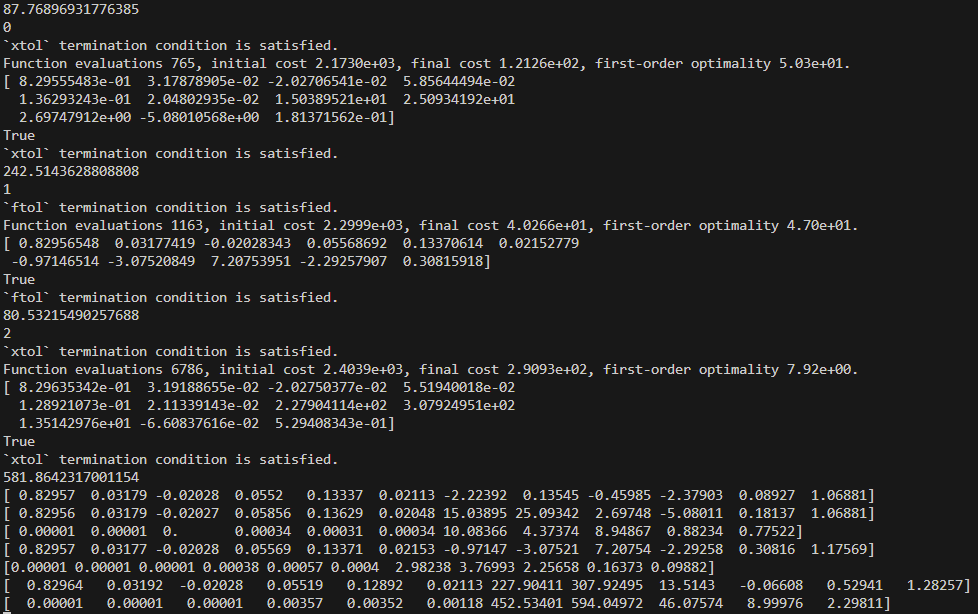 87.76896931776385
0
`xtol` termination condition is satisfied.
Function evaluations 765, initial cost 2.1730e+03, final cost 1.2126e+02, first-order optimality 5.03e+01.
[ 8.29555483e-01  3.17878905e-02 -2.02706541e-02  5.85644494e-02
  1.36293243e-01  2.04802935e-02  1.50389521e+01  2.50934192e+01
  2.69747912e+00 -5.08010568e+00  1.81371562e-01]
True
`xtol` termination condition is satisfied.
242.5143628808808
1
`ftol` termination condition is satisfied.
Function evaluations 1163, initial cost 2.2999e+03, final cost 4.0266e+01, first-order optimality 4.70e+01.
[ 0.82956548  0.03177419 -0.02028343  0.05568692  0.13370614  0.02152779
 -0.97146514 -3.07520849  7.20753951 -2.29257907  0.30815918]
True
`ftol` termination condition is satisfied.
80.53215490257688
2
`xtol` termination condition is satisfied.
Function evaluations 6786, initial cost 2.4039e+03, final cost 2.9093e+02, first-order optimality 7.92e+00.
[ 8.29635342e-01  3.19188655e-02 -2.02750377e-02  5.51940018e-02
  1.28921073e-01  2.11339143e-02  2.27904114e+02  3.07924951e+02
  1.35142976e+01 -6.60837616e-02  5.29408343e-01]
True
`xtol` termination condition is satisfied.
581.8642317001154
[ 0.82957  0.03179 -0.02028  0.0552   0.13337  0.02113 -2.22392  0.13545 -0.45985 -2.37903  0.08927  1.06881]
[ 0.82956  0.03179 -0.02027  0.05856  0.13629  0.02048 15.03895 25.09342  2.69748 -5.08011  0.18137  1.06881]
[ 0.00001  0.00001  0.       0.00034  0.00031  0.00034 10.08366  4.37374  8.94867  0.88234  0.77522]
[ 0.82957  0.03177 -0.02028  0.05569  0.13371  0.02153 -0.97147 -3.07521  7.20754 -2.29258  0.30816  1.17569]
[0.00001 0.00001 0.00001 0.00038 0.00057 0.0004  2.98238 3.76993 2.25658 0.16373 0.09882]
[  0.82964   0.03192  -0.02028   0.05519   0.12892   0.02113 227.90411 307.92495  13.5143   -0.06608   0.52941   1.28257]
[  0.00001   0.00001   0.00001   0.00357   0.00352   0.00118 452.53401 594.04972  46.07574   8.99976   2.29811]